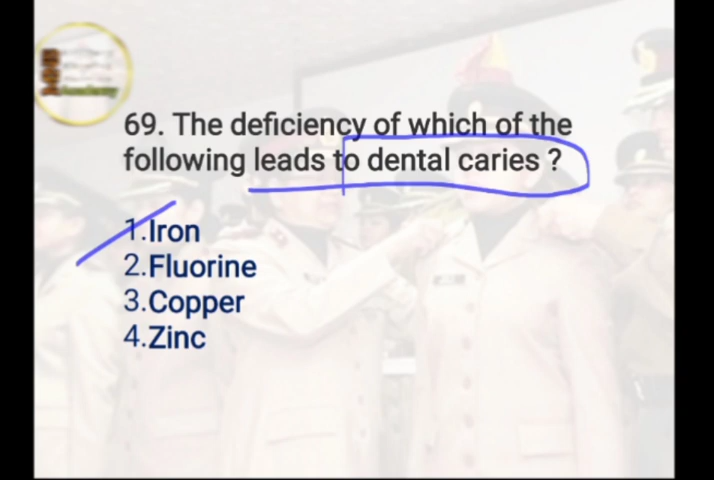 69. The deficiency of which of the
following leads to dental caries ?
1.Iron
2.Fluorine
3.Copper
4.Zinc